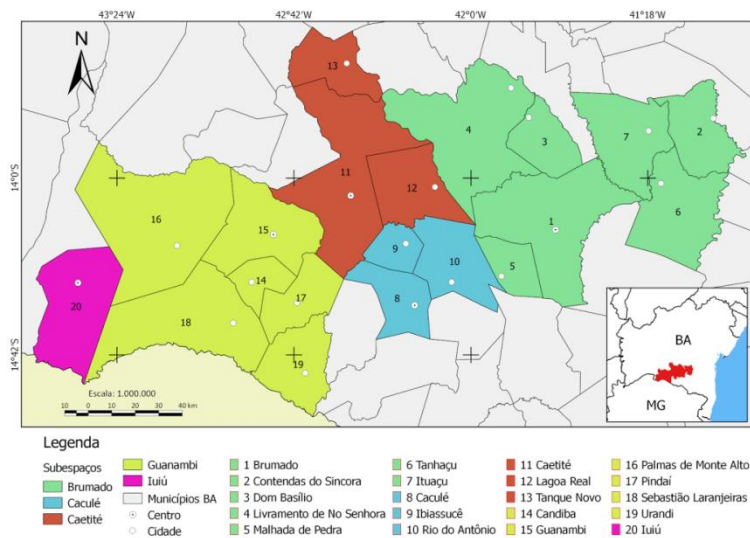 43°24'W 42°42'W 42°0'W 41°18'W
N
13
4
3
7
2
14°0'S
11
12
16
15
1
6
9
10
14
5
20
17
8
18
14°42'S
19
BA
MG
Escala: 1.000.000
10 0 10 20 30 40 km
Legenda
Subespaços
Brumado
Caculé
Caetité
Guanambi
Iuiú
Municípios BA
Centro
Cidade
1 Brumado
2 Contendas do Sincora
3 Dom Basílio
4 Livramento de No Senhora
5 Malhada de Pedra
6 Tanhaçu
7 Ituaçu
8 Caculé
9 Ibiassucê
10 Rio do Antônio
11 Caetité
12 Lagoa Real
13 Tanque Novo
14 Candiba
15 Guanambi
16 Palmas de Monte Alto
17 Pindaí
18 Sebastião Laranjeiras
19 Urandi
20 Iuiú